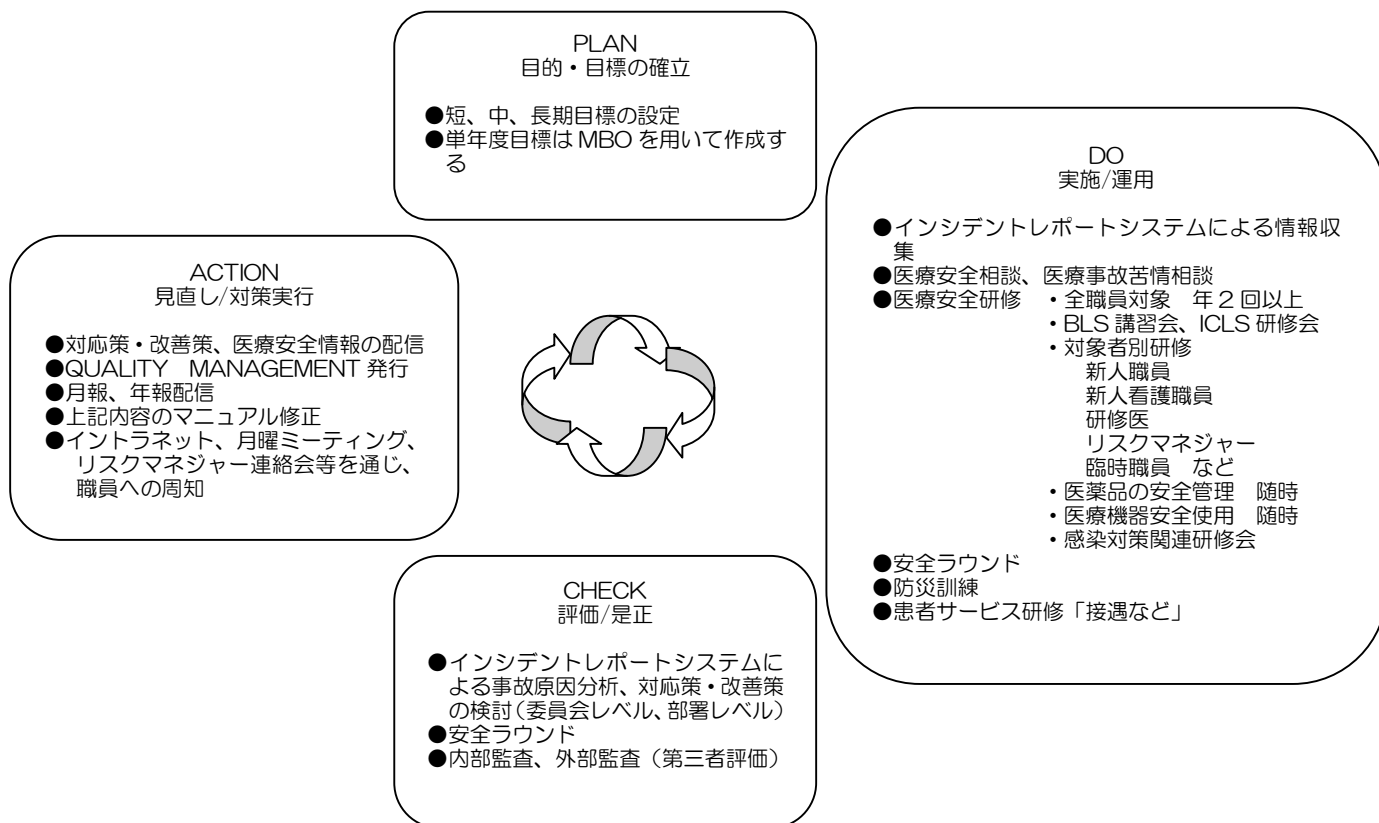 PLAN
目的・目標の確立
●短、中、長期目標の設定
●単年度目標は MBO を用いて作成す
る
DO
実施/運用
●インシデントレポートシステムによる情報収
集
●医療安全相談、医療事故苦情相談
●医療安全研修 ・全職員対象 年２回以上
・BLS 講習会、ICLS 研修会
・対象者別研修
新人職員
新人看護職員
研修医
リスクマネジャー
臨時職員 など
・医薬品の安全管理 随時
・医療機器安全使用 随時
・感染対策関連研修会
●安全ラウンド
●防災訓練
●患者サービス研修「接遇など」
CHECK
評価/是正
●インシデントレポートシステムに
よる事故原因分析、対応策・改善策
の検討（委員会レベル、部署レベル）
●安全ラウンド
●内部監査、外部監査（第三者評価）
ACTION
見直し/対策実行
●対応策・改善策、医療安全情報の配信
●QUALITY MANAGEMENT 発行
●月報、年報配信
●上記内容のマニュアル修正
●イントラネット、月曜ミーティング、
リスクマネジャー連絡会等を通じ、
職員への周知